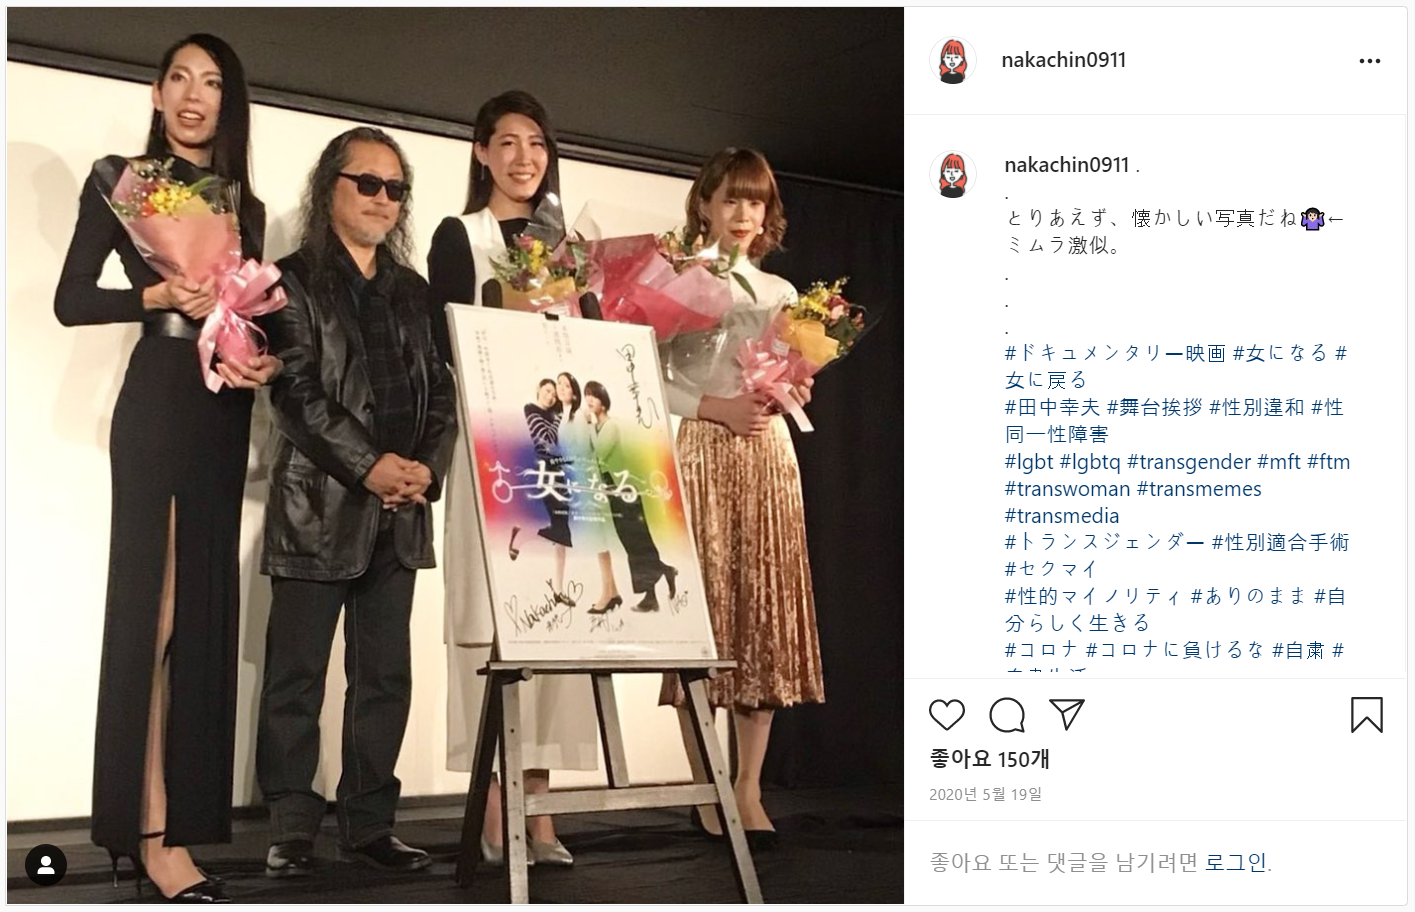 女になる
Nakachin
nakachin0911
nakachin0911 .
.
とりあえず、懐かしい写真だね🤷🏻‍♀️←
ミムラ激似。
.
.
.
#ドキュメンタリー映画 #女になる #
女に戻る
#田中幸夫 #舞台挨拶 #性別違和 #性
同一性障害
#lgbt #lgbtq #transgender #mft #ftm
#transwoman #transmemes
#transmedia
#トランスジェンダー #性別適合手術
#セクマイ
#性的マイノリティ #ありのまま #自
分らしく生きる
#コロナ #コロナに負けるな #自粛 #
좋아요 150개
2020년 5월 19일
좋아요 또는 댓글을 남기려면 로그인.